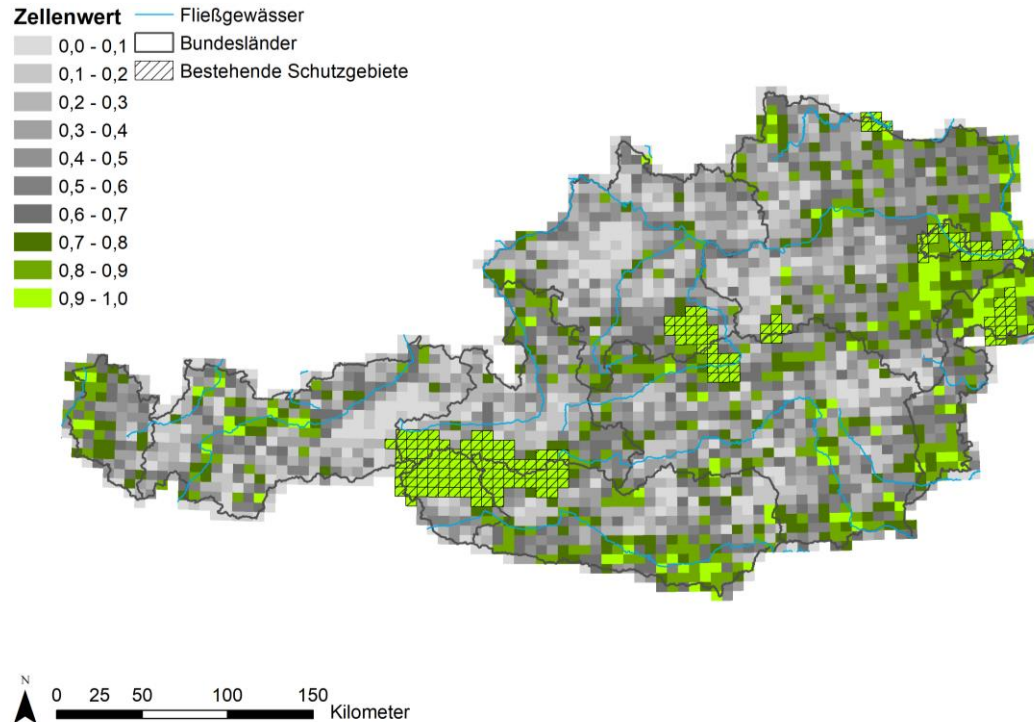 Zellenwert
0,0 - 0,1
0,1 - 0,2
0,2 - 0,3
0,3 - 0,4
0,4 - 0,5
0,5 - 0,6
0,6 - 0,7
0,7 - 0,8
0,8 - 0,9
0,9 - 1,0
Fließgewässer
Bundesländer
Bestehende Schutzgebiete
N
0 25 50 100 150
Kilometer